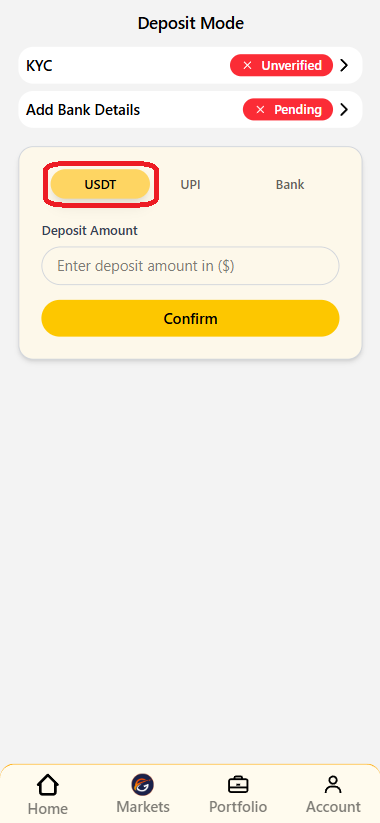 Deposit Mode
KYC × Unverified
Add Bank Details × Pending
USDT UPI Bank
Deposit Amount
Enter deposit amount in ($)
Confirm
Home Markets Portfolio Account